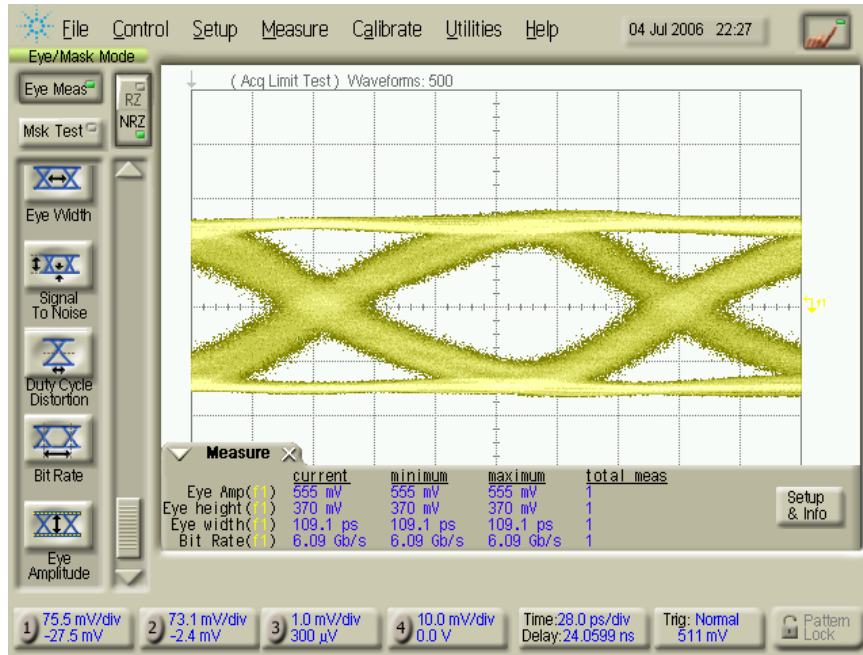 File Control Setup Measure Calibrate Utilities Help 04 Jul 2006 22:27
Eye/Mask Mode
Eye Meas
RZ
NRZ
Msk Test
( Acq Limit Test ) Waveforms: 500
Eye Width
Signal
To Noise
Duty Cycle
Distortion
Bit Rate
Eye
Amplitude
f1
Measure
current minimum maximum total meas
Eye Amp(f1) 555 mV 555 mV 555 mV 1
Eye height(f1) 370 mV 370 mV 370 mV 1
Eye width(f1) 109.1 ps 109.1 ps 109.1 ps 1
Bit Rate(f1) 6.09 Gb/s 6.09 Gb/s 6.09 Gb/s 1
Setup
& Info
1 75.5 mV/div
-27.5 mV
2 73.1 mV/div
-2.4 mV
3 1.0 mV/div
300 µV
4 10.0 mV/div
0.0 V
Time:28.0 ps/div
Delay:24.0599 ns
Trig: Normal
511 mV
Pattern
Lock